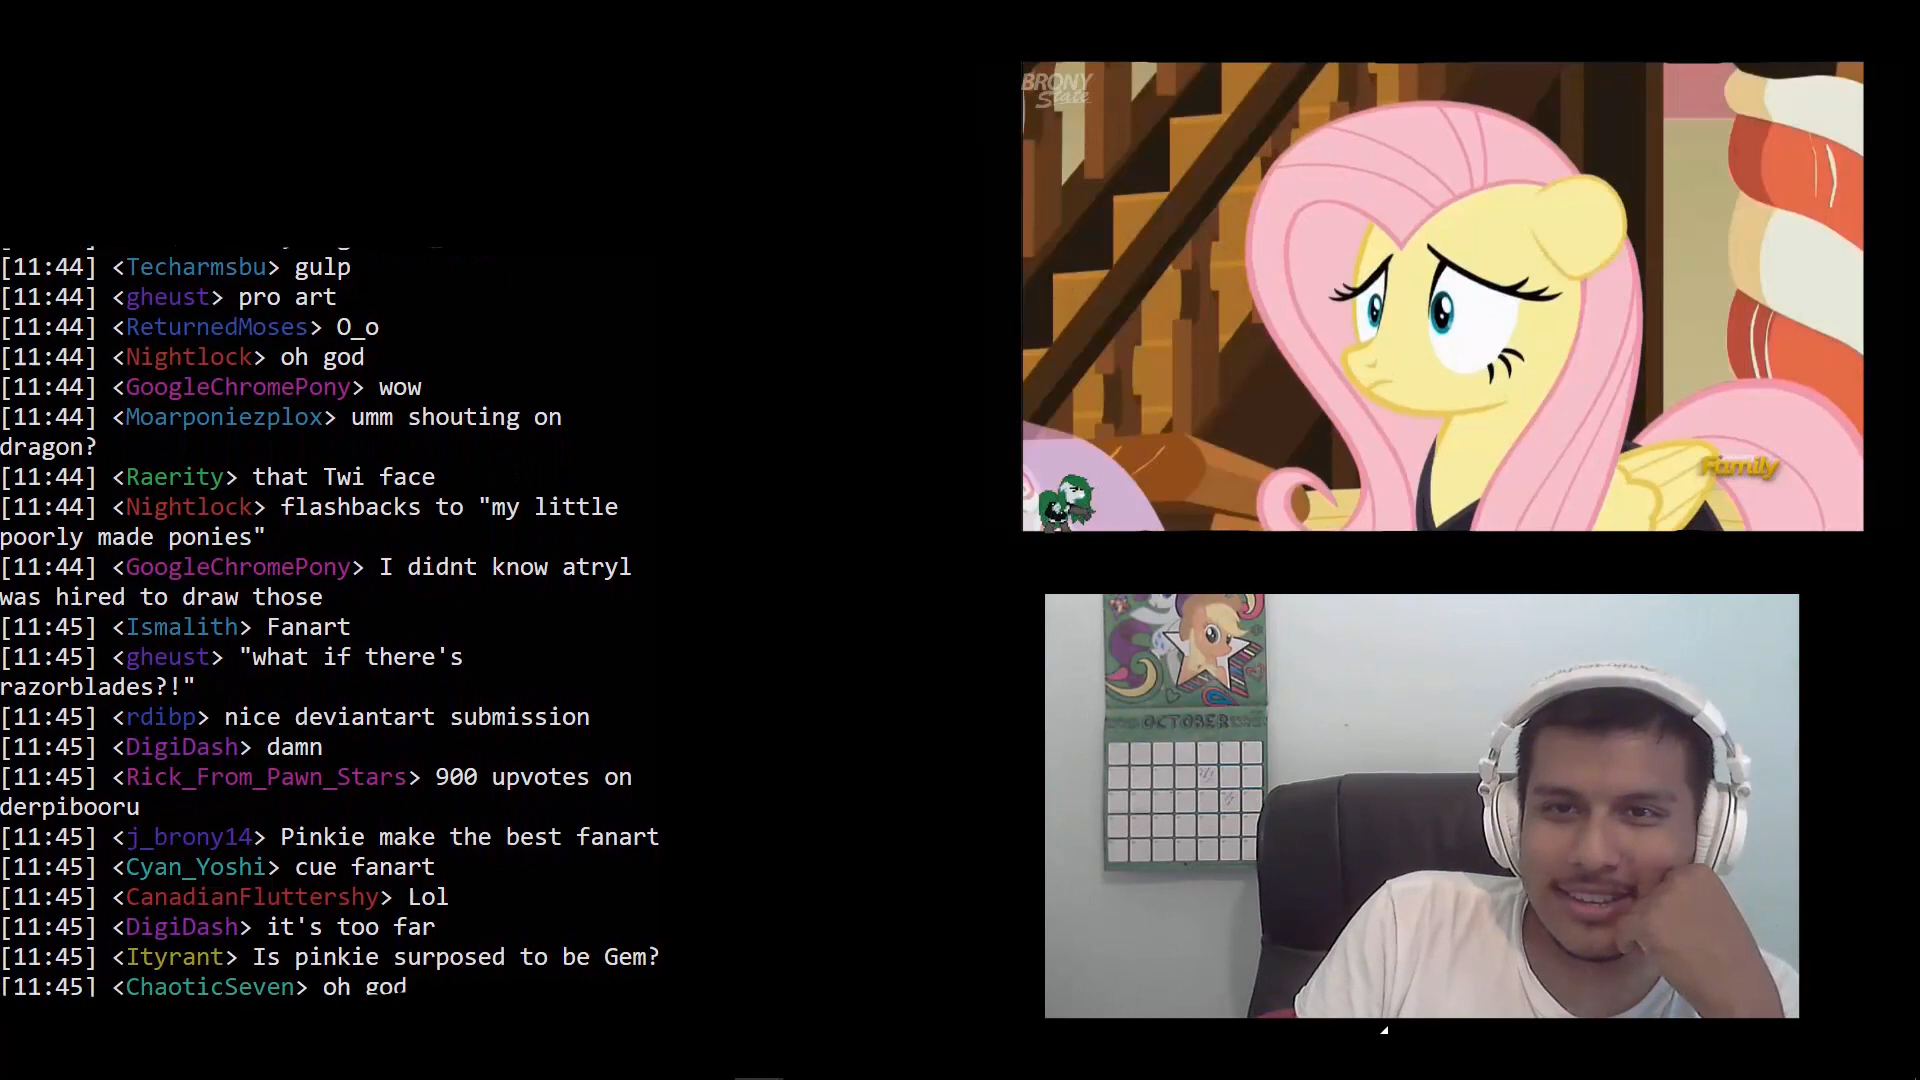 [11:44] <Techarmsbu> gulp
[11:44] <gheust> pro art
[11:44] <ReturnedMoses> O_o
[11:44] <Nightlock> oh god
[11:44] <GoogleChromePony> wow
[11:44] <Moarponiezplox> umm shouting on
dragon?
[11:44] <Raerity> that Twi face
[11:44] <Nightlock> flashbacks to "my little
poorly made ponies"
[11:44] <GoogleChromePony> I didnt know atryl
was hired to draw those
[11:45] <Ismalith> Fanart
[11:45] <gheust> "what if there's
razorblades?!"
[11:45] <rdibp> nice deviantart submission
[11:45] <DigiDash> damn
[11:45] <Rick_From_Pawn_Stars> 900 upvotes on
derpibooru
[11:45] <j_brony14> Pinkie make the best fanart
[11:45] <Cyan_Yoshi> cue fanart
[11:45] <CanadianFluttershy> Lol
[11:45] <DigiDash> it's too far
[11:45] <Ityrant> Is pinkie surposed to be Gem?
[11:45] <ChaoticSeven> oh god
BRONY
State
Family
OCTOBER